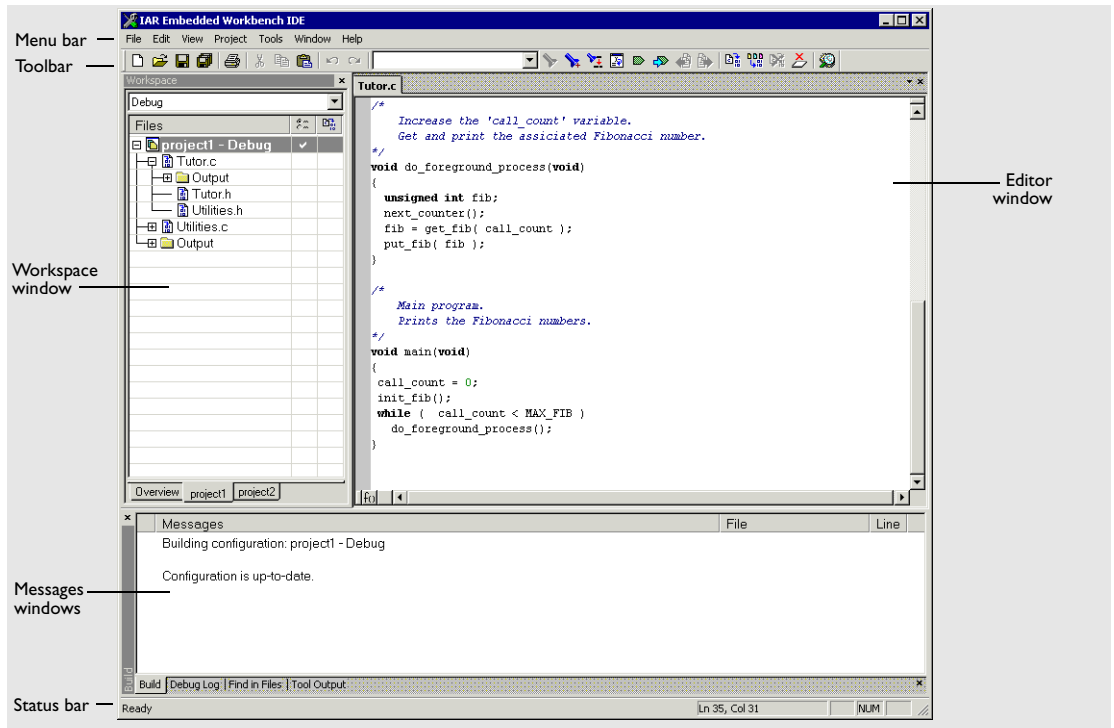 IAR Embedded Workbench IDE
Menu bar
File Edit View Project Tools Window Help
Toolbar
Workspace
Tutor.c
Debug
Files
project1 - Debug
Tutor.c
Output
Tutor.h
Utilities.h
Utilities.c
Output
Workspace
window
Overview project1 project2
/*
Increase the 'call_count' variable.
Get and print the assiciated Fibonacci number.
*/
void do_foreground_process(void)
{
unsigned int fib;
next_counter();
fib = get_fib( call_count );
put_fib( fib );
}
/*
Main program.
Prints the Fibonacci numbers.
*/
void main(void)
{
call_count = 0;
init_fib();
while ( call_count < MAX_FIB )
do_foreground_process();
}
fo
Editor
window
Messages File Line
Building configuration: project1 - Debug
Configuration is up-to-date.
Messages
windows
Build
Build Debug Log Find in Files Tool Output
Status bar
Ready Ln 35, Col 31 NUM